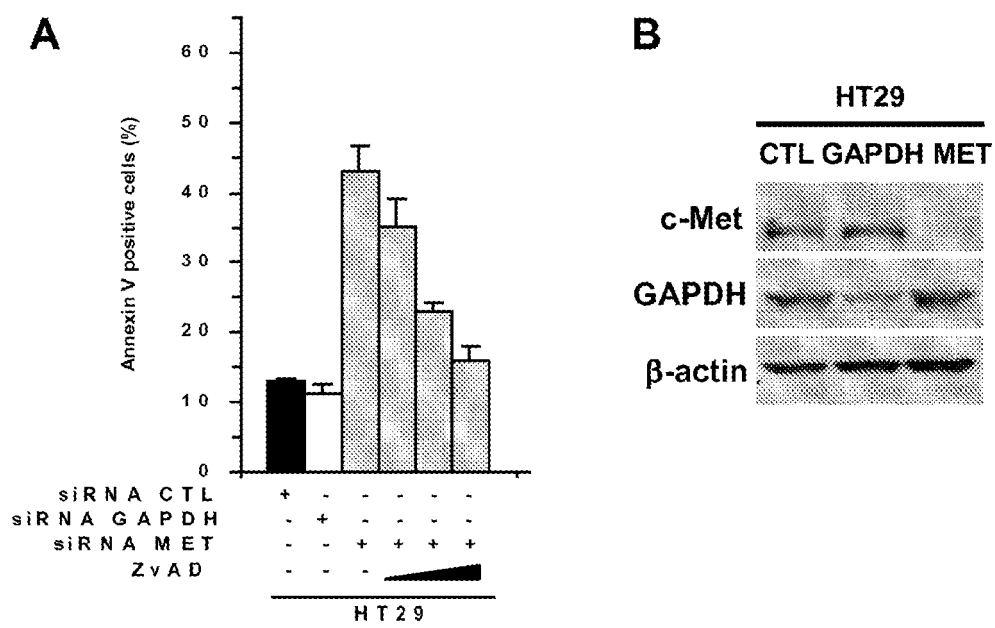 A
60
50
40
30
20
10
0
Annexin V positive cells (%)
siRNA CTL + - - - - -
siRNA GAPDH - + - - - -
siRNA MET - - + + + +
ZvAD - - -
HT29
B
HT29
CTL GAPDH MET
c-Met
GAPDH
β-actin